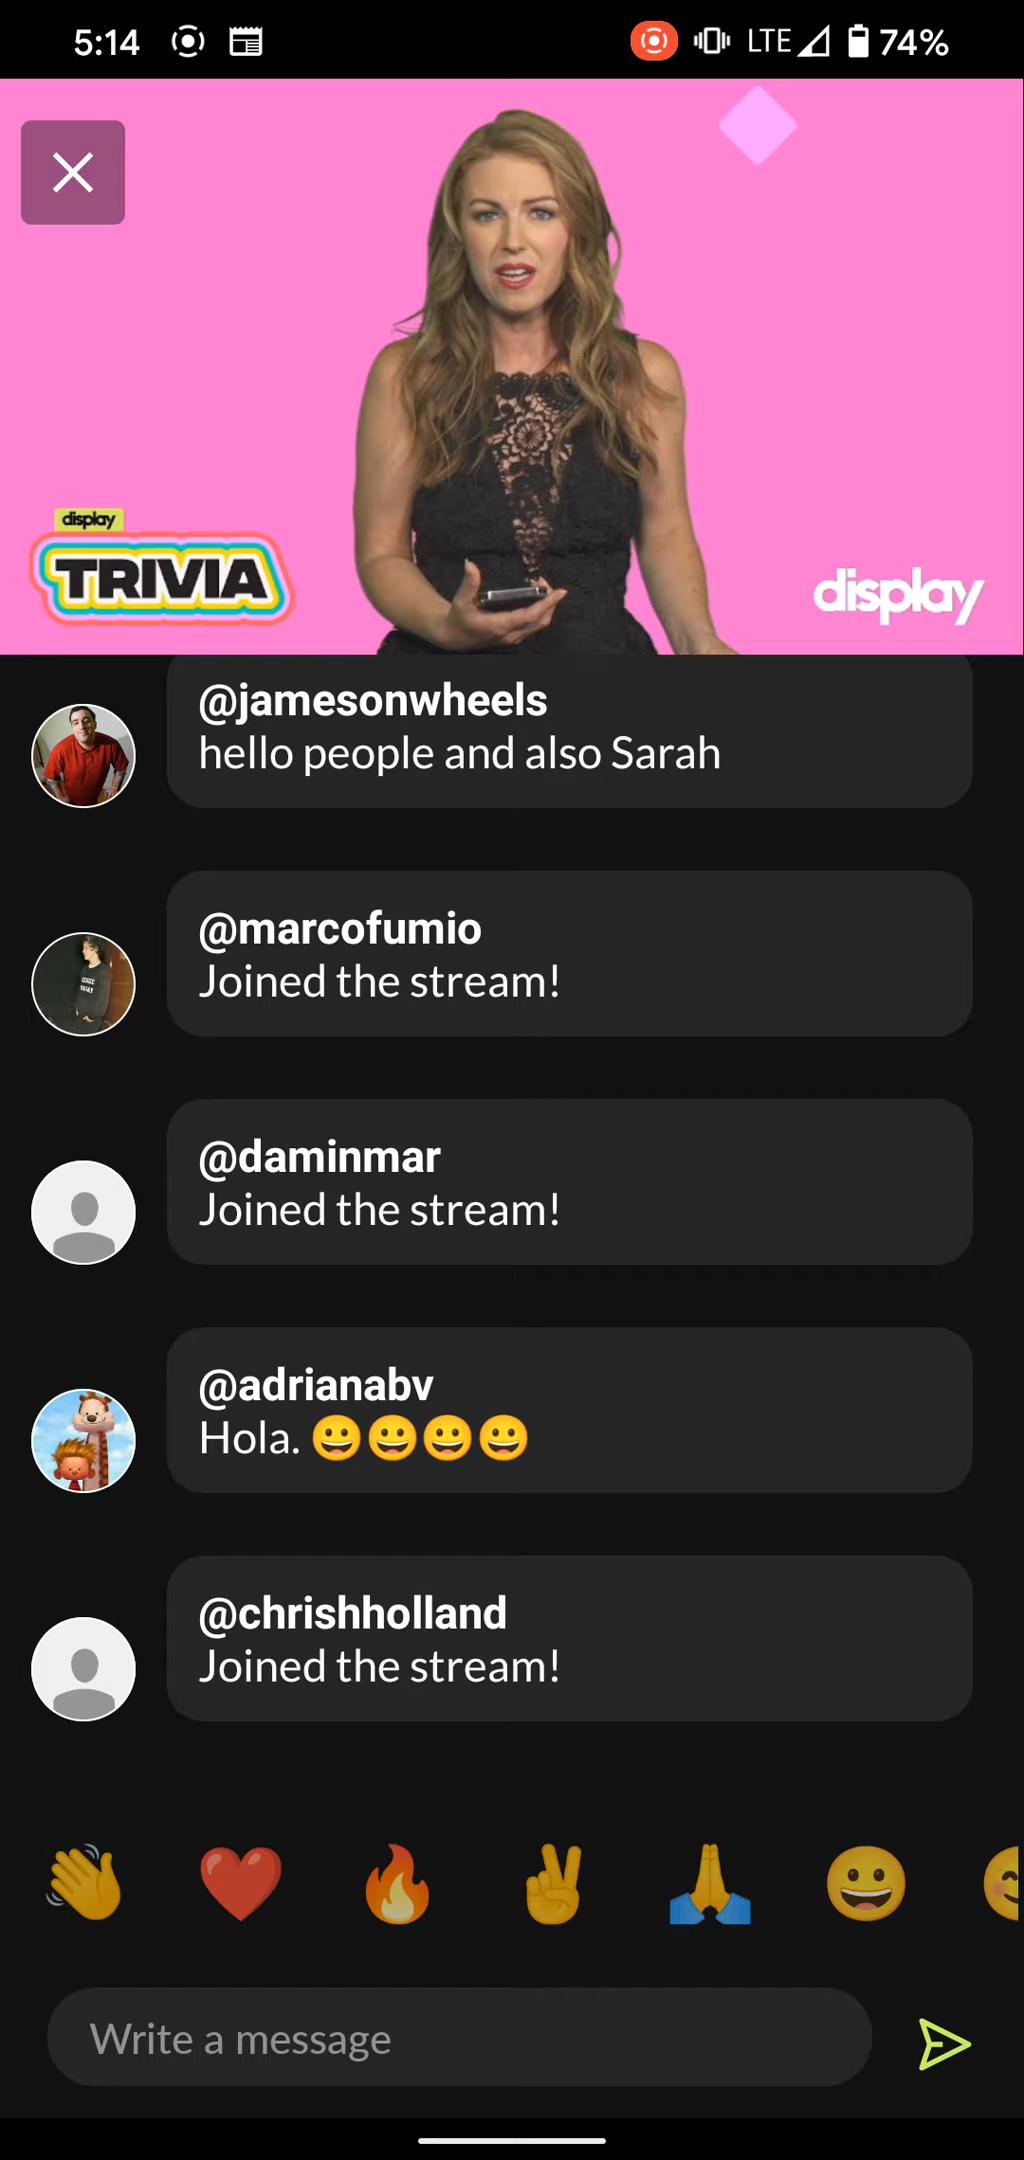 5:14 LTE 74%
display
TRIVIA
display
@jamesonwheels
hello people and also Sarah
@marcofumio
Joined the stream!
@daminmar
Joined the stream!
@adrianabv
Hola. 😀😀😀😀
@chrishholland
Joined the stream!
Write a message